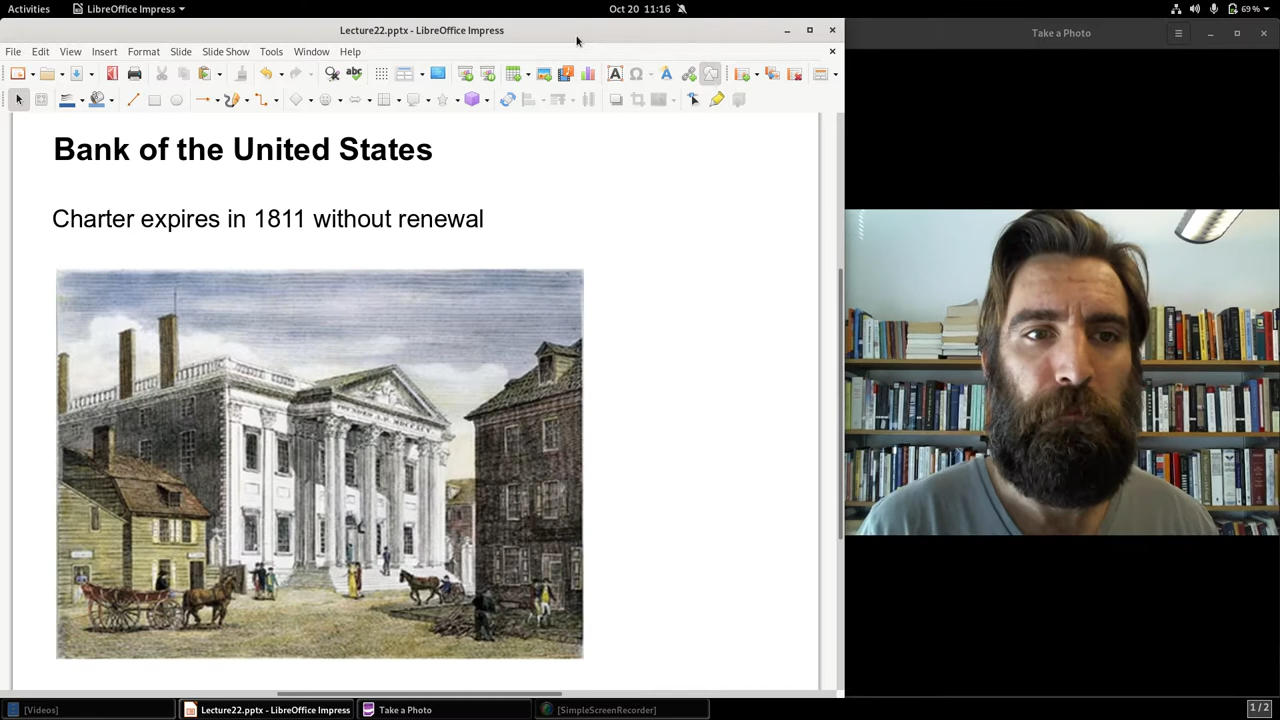 Activities
LibreOffice Impress
Oct 20 11:16
69%
Lecture22.pptx - LibreOffice Impress
Take a Photo
File Edit View Insert Format Slide Slide Show Tools Window Help
Bank of the United States
Charter expires in 1811 without renewal
[Videos]
Lecture22.pptx - LibreOffice Impress
Take a Photo
[SimpleScreenRecorder]
1/2